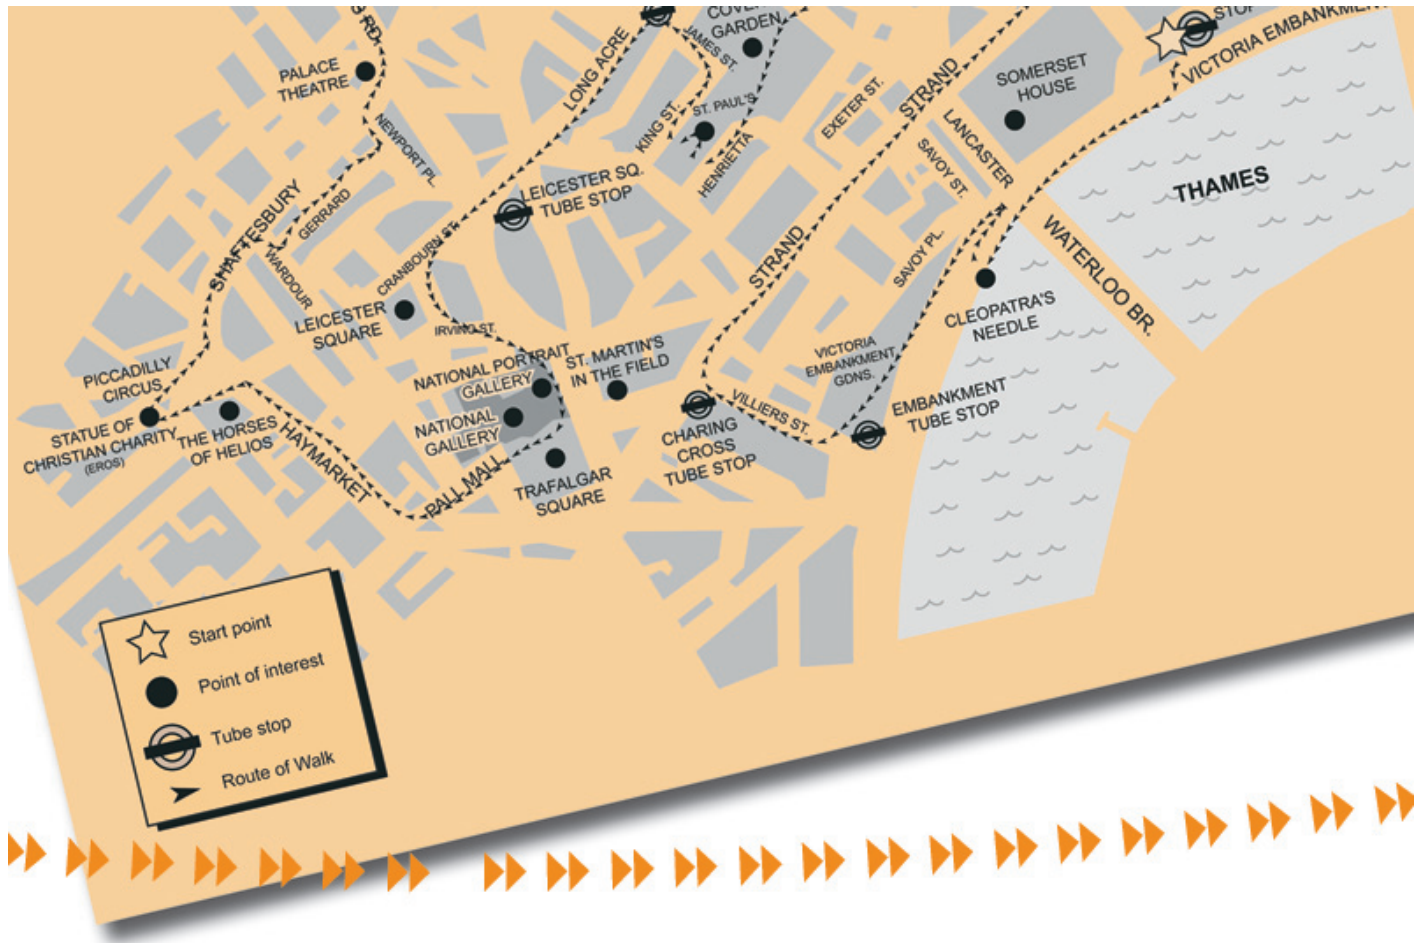 S RD.
PALACE
THEATRE
NEWPORT PL.
LONG ACRE
JAMES ST.
COVE
GARDEN
KING ST.
ST. PAUL'S
HENRIETTA
EXETER ST.
STRAND
LANCASTER
SAVOY ST.
SOMERSET
HOUSE
STOP
VICTORIA EMBANKMENT
THAMES
SHAFTESBURY
GERRARD
WARDOUR
CRANBOURN ST.
LEICESTER SQ.
TUBE STOP
STRAND
SAVOY PL.
WATERLOO BR.
CLEOPATRA'S
NEEDLE
LEICESTER
SQUARE
IRVING ST.
NATIONAL PORTRAIT
GALLERY
NATIONAL
GALLERY
ST. MARTIN'S
IN THE FIELD
VICTORIA
EMBANKMENT
GDNS.
PICCADILLY
CIRCUS
STATUE OF
CHRISTIAN CHARITY
(EROS)
THE HORSES
OF HELIOS
HAYMARKET
PALL MALL
TRAFALGAR
SQUARE
CHARING
CROSS
TUBE STOP
VILLIERS ST.
EMBANKMENT
TUBE STOP
Start point
Point of interest
Tube stop
Route of Walk